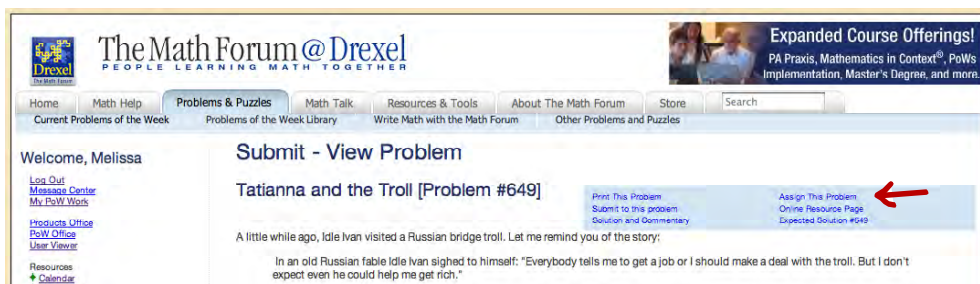 The Math Forum @ Drexel
PEOPLE LEARNING MATH TOGETHER
Drexel
The Math Forum
Expanded Course Offerings!
PA Praxis, Mathematics in Context®, PoWs
Implementation, Master's Degree, and more.
Home Math Help Problems & Puzzles Math Talk Resources & Tools About The Math Forum Store Search
Current Problems of the Week Problems of the Week Library Write Math with the Math Forum Other Problems and Puzzles
Welcome, Melissa
Log Out
Message Center
My PoW Work
Products Office
PoW Office
User Viewer
Resources
Calendar
Submit - View Problem
Tatianna and the Troll [Problem #649]
Print This Problem Assign This Problem
Submit to this problem Online Resource Page
Solution and Commentary Expected Solution #649
A little while ago, Idle Ivan visited a Russian bridge troll. Let me remind you of the story:
In an old Russian fable Idle Ivan sighed to himself: "Everybody tells me to get a job or I should make a deal with the troll. But I don't
expect even he could help me get rich."